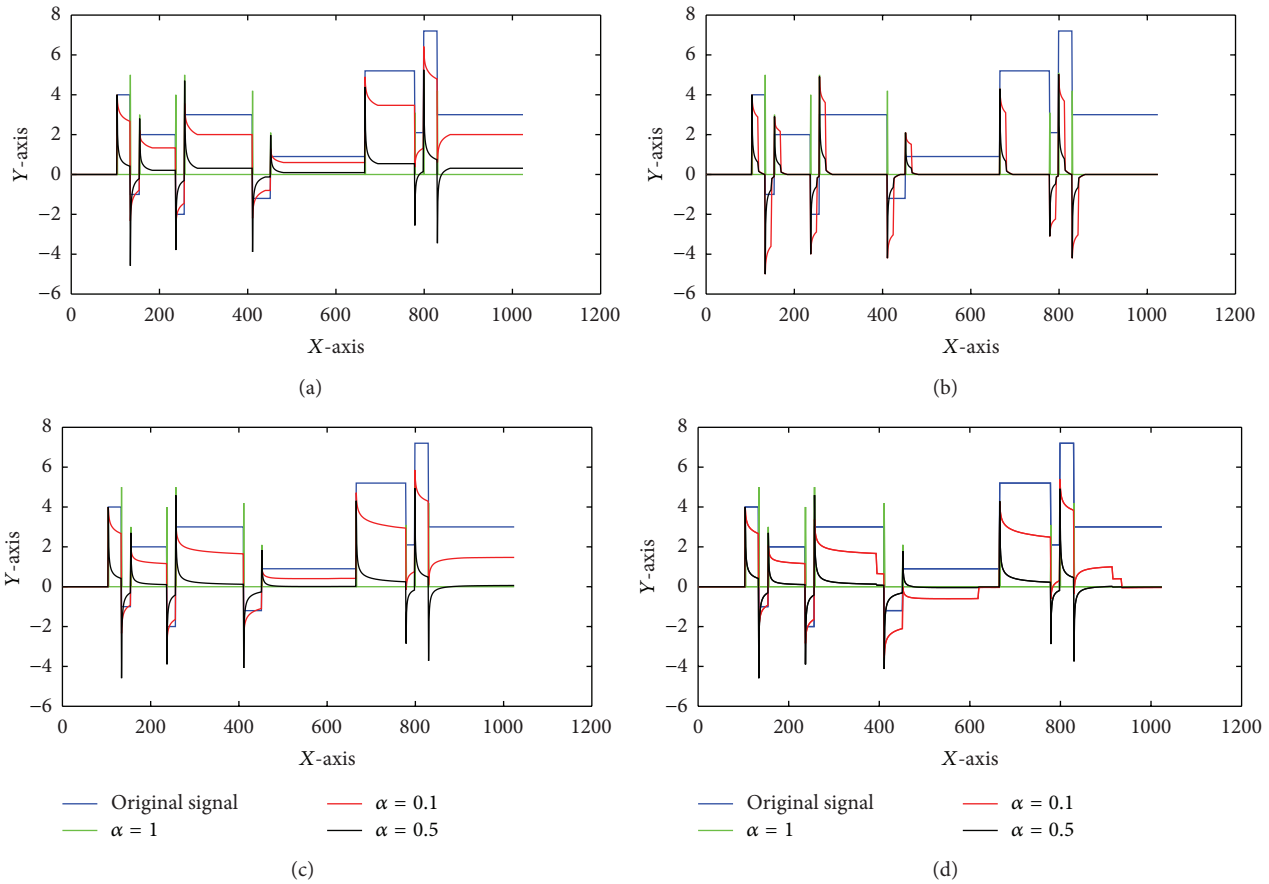 8
6
4
2
0
−2
−4
−6
Y-axis
0 200 400 600 800 1000 1200
X-axis
(a)
8
6
4
2
0
−2
−4
−6
Y-axis
0 200 400 600 800 1000 1200
X-axis
(b)
8
6
4
2
0
−2
−4
−6
Y-axis
0 200 400 600 800 1000 1200
X-axis
Original signal
α = 1
α = 0.1
α = 0.5
(c)
8
6
4
2
0
−2
−4
−6
Y-axis
0 200 400 600 800 1000 1200
X-axis
Original signal
α = 1
α = 0.1
α = 0.5
(d)